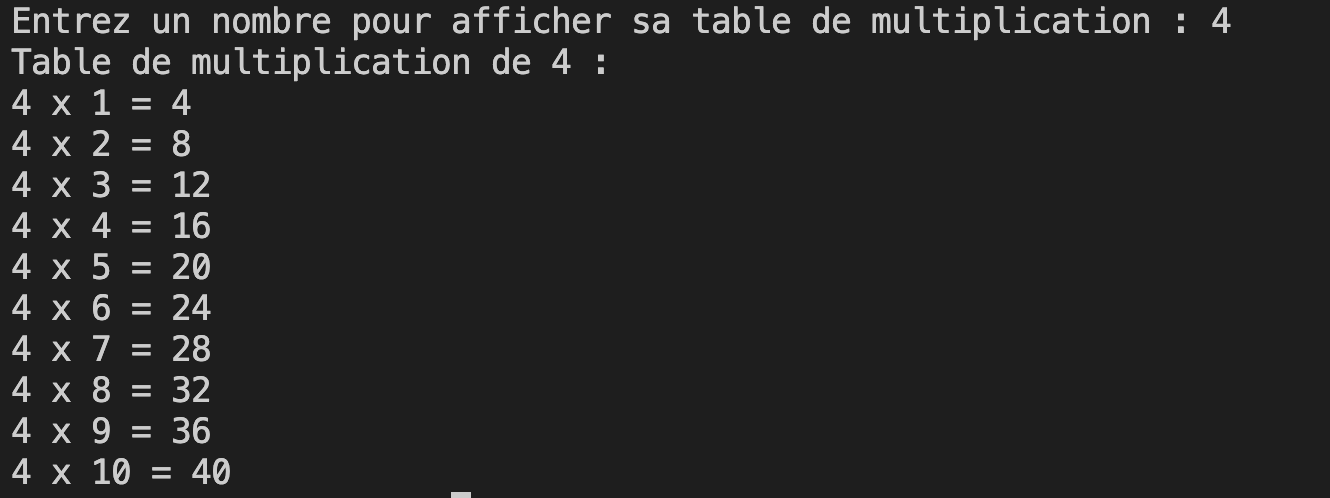 Entrez un nombre pour afficher sa table de multiplication : 4
Table de multiplication de 4 :
4 x 1 = 4
4 x 2 = 8
4 x 3 = 12
4 x 4 = 16
4 x 5 = 20
4 x 6 = 24
4 x 7 = 28
4 x 8 = 32
4 x 9 = 36
4 x 10 = 40